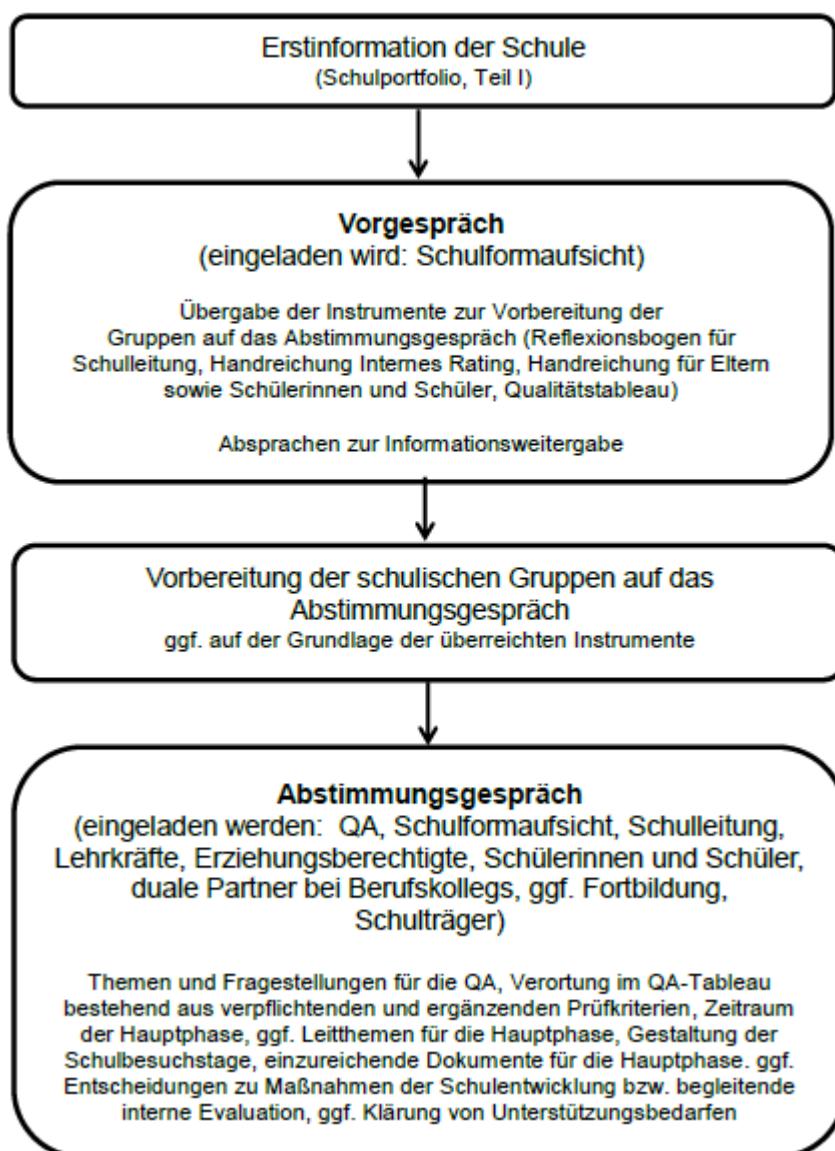 Erstinformation der Schule
(Schulportfolio, Teil I)
Vorgespräch
(eingeladen wird: Schulformaufsicht)
Übergabe der Instrumente zur Vorbereitung der
Gruppen auf das Abstimmungsgespräch (Reflexionsbogen für
Schulleitung, Handreichung Internes Rating, Handreichung für Eltern
sowie Schülerinnen und Schüler, Qualitätstableau)
Absprachen zur Informationsweitergabe
Vorbereitung der schulischen Gruppen auf das
Abstimmungsgespräch
ggf. auf der Grundlage der überreichten Instrumente
Abstimmungsgespräch
(eingeladen werden: QA, Schulformaufsicht, Schulleitung,
Lehrkräfte, Erziehungsberechtigte, Schülerinnen und Schüler,
duale Partner bei Berufskollegs, ggf. Fortbildung,
Schulträger)
Themen und Fragestellungen für die QA, Verortung im QA-Tableau
bestehend aus verpflichtenden und ergänzenden Prüfkriterien, Zeitraum
der Hauptphase, ggf. Leitthemen für die Hauptphase, Gestaltung der
Schulbesuchstage, einzureichende Dokumente für die Hauptphase. ggf.
Entscheidungen zu Maßnahmen der Schulentwicklung bzw. begleitende
interne Evaluation, ggf. Klärung von Unterstützungsbedarfen